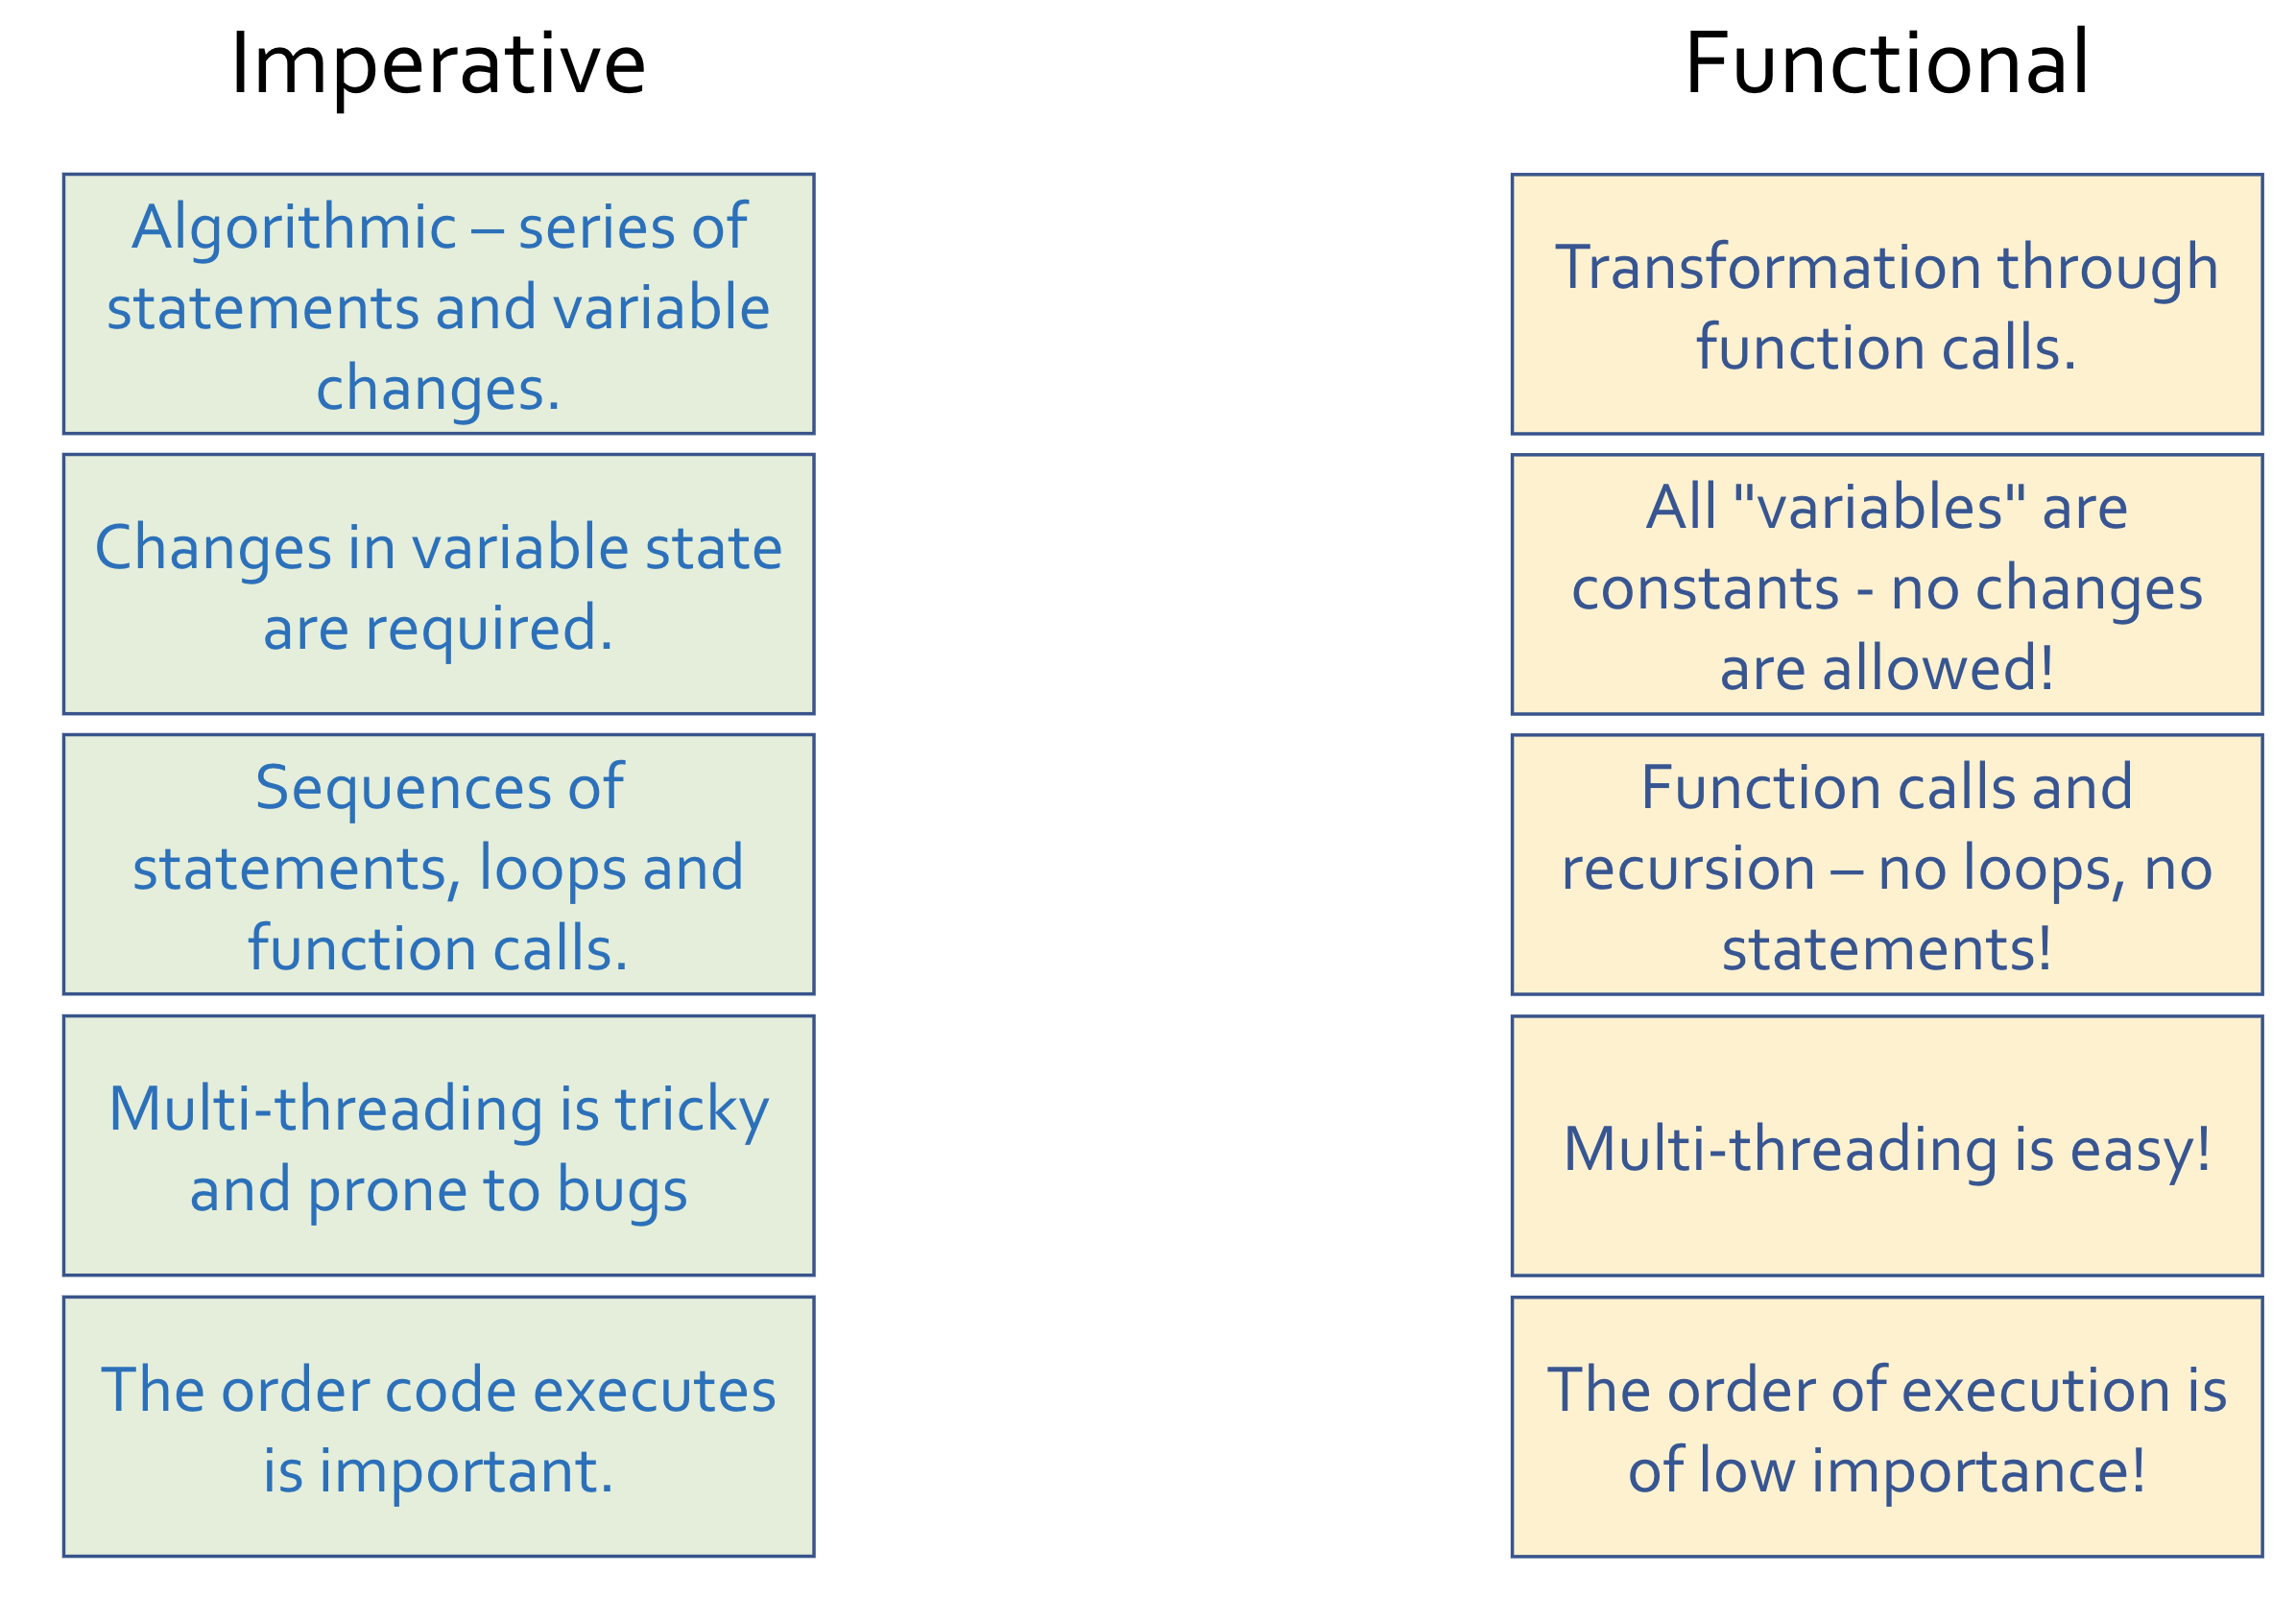 Imperative
Functional
Algorithmic – series of
statements and variable
changes.
Transformation through
function calls.
Changes in variable state
are required.
All "variables" are
constants - no changes
are allowed!
Sequences of
statements, loops and
function calls.
Function calls and
recursion – no loops, no
statements!
Multi-threading is tricky
and prone to bugs
Multi-threading is easy!
The order code executes
is important.
The order of execution is
of low importance!